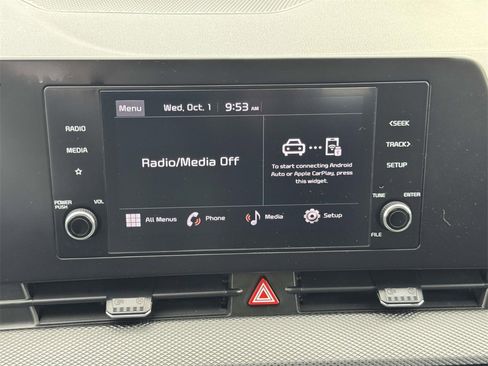 Menu Wed, Oct. 1 9:53 AM
RADIO
MEDIA
POWER PUSH VOL
Radio/Media Off
To start connecting Android
Auto or Apple CarPlay, press
this widget.
All Menus Phone Media Setup
<SEEK
TRACK>
SETUP
TUNE ENTER
FILE